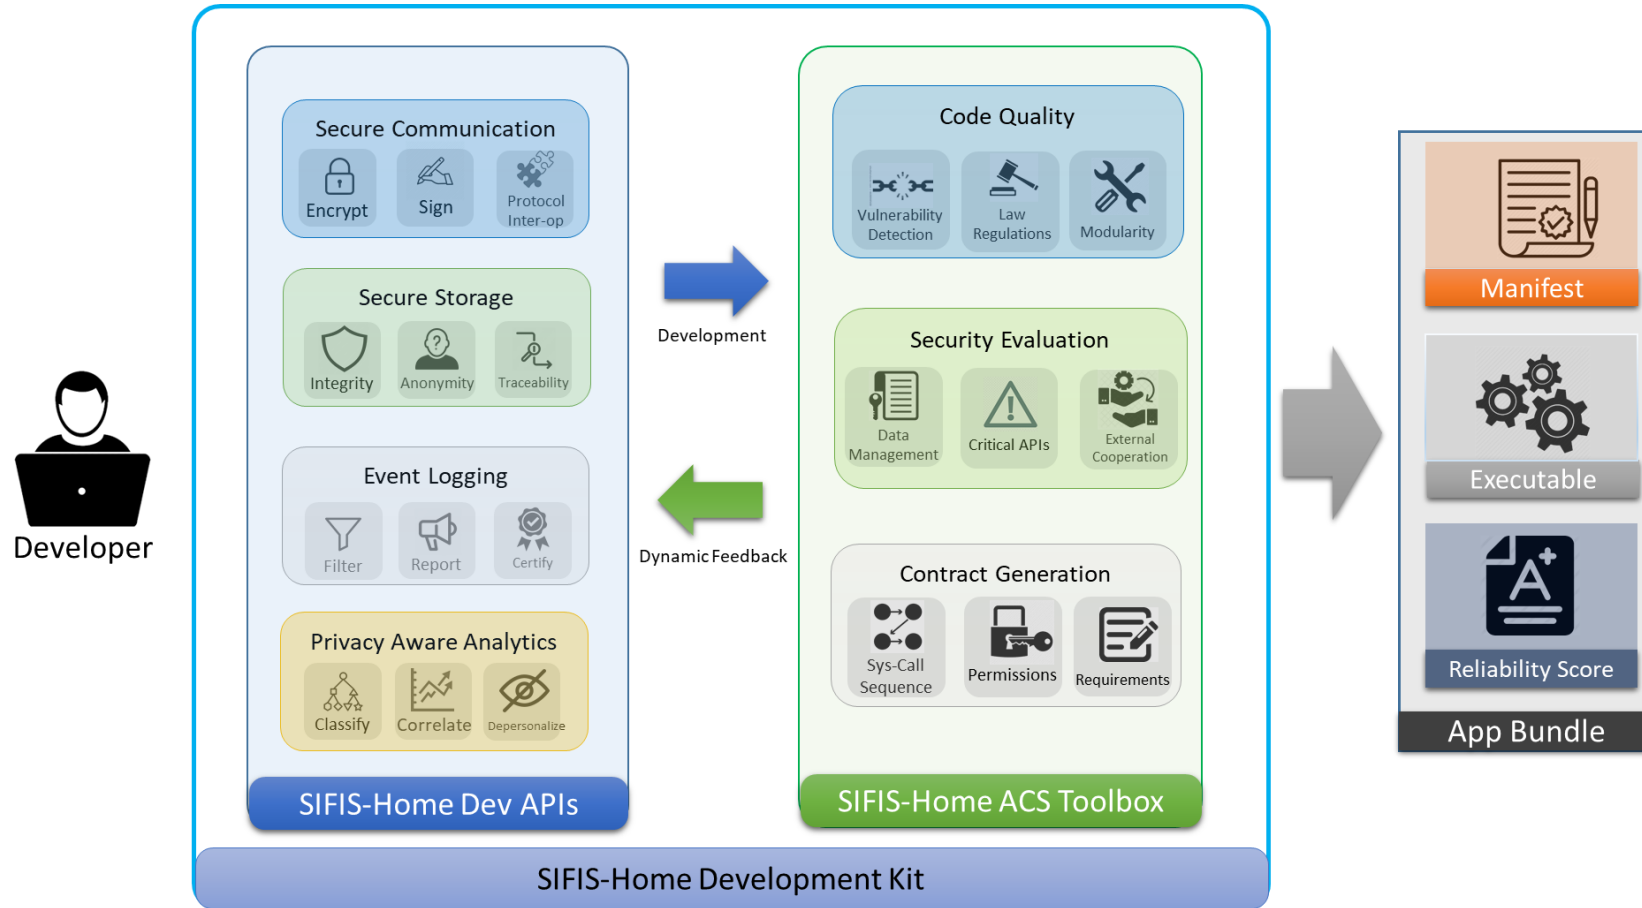 Developer
Secure Communication
Encrypt
Sign
Protocol
Inter-op
Secure Storage
Integrity
Anonymity
Traceability
Event Logging
Filter
Report
Certify
Privacy Aware Analytics
Classify
Correlate
Depersonalize
SIFIS-Home Dev APIs
Development
Dynamic Feedback
Code Quality
Vulnerability
Detection
Law
Regulations
Modularity
Security Evaluation
Data
Management
Critical APIs
External
Cooperation
Contract Generation
Sys-Call
Sequence
Permissions
Requirements
SIFIS-Home ACS Toolbox
SIFIS-Home Development Kit
Manifest
Executable
A+
Reliability Score
App Bundle